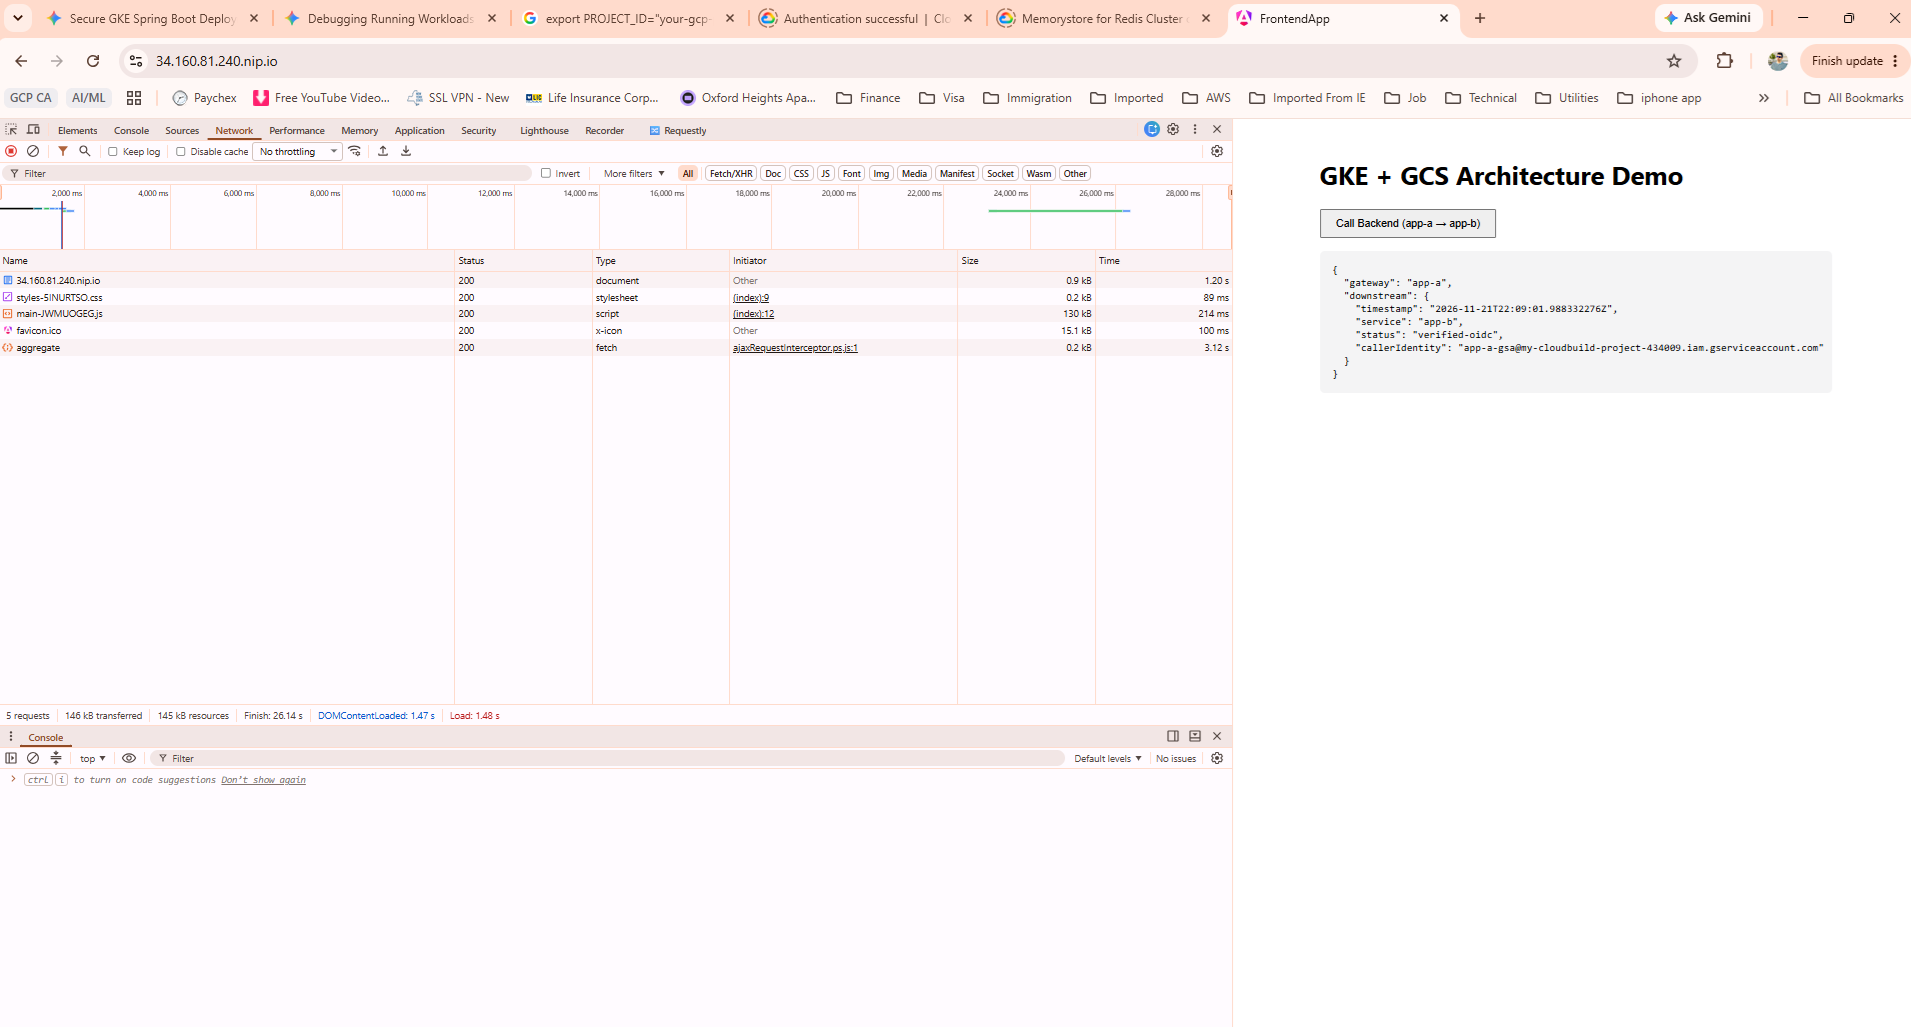 Secure GKE Spring Boot Deploy
Debugging Running Workloads
export PROJECT_ID="your-gcp-
Authentication successful | Clo
Memorystore for Redis Cluster
FrontendApp
Ask Gemini
34.160.81.240.nip.io
Finish update
GCP CA
AI/ML
Paychex
Free YouTube Video...
SSL VPN - New
Life Insurance Corp...
Oxford Heights Apa...
Finance
Visa
Immigration
Imported
AWS
Imported From IE
Job
Technical
Utilities
iphone app
All Bookmarks
Elements Console Sources Network Performance Memory Application Security Lighthouse Recorder Requestly
Keep log
Disable cache
No throttling
Filter
Invert
More filters
All Fetch/XHR Doc CSS JS Font Img Media Manifest Socket Wasm Other
2,000 ms 4,000 ms 6,000 ms 8,000 ms 10,000 ms 12,000 ms 14,000 ms 16,000 ms 18,000 ms 20,000 ms 22,000 ms 24,000 ms 26,000 ms 28,000 ms
Name Status Type Initiator Size Time
34.160.81.240.nip.io 200 document Other 0.9 kB 1.20 s
styles-5INURTSO.css 200 stylesheet (index):9 0.2 kB 89 ms
main-JWMUOGEG.js 200 script (index):12 130 kB 214 ms
favicon.ico 200 x-icon Other 15.1 kB 100 ms
aggregate 200 fetch ajaxRequestInterceptor.ps.js:1 0.2 kB 3.12 s
5 requests 146 kB transferred 145 kB resources Finish: 26.14 s DOMContentLoaded: 1.47 s Load: 1.48 s
Console
top
Filter
Default levels
No issues
ctrl i to turn on code suggestions Don't show again
GKE + GCS Architecture Demo
Call Backend (app-a → app-b)
{
"gateway": "app-a",
"downstream": {
"timestamp": "2026-11-21T22:09:01.988332276Z",
"service": "app-b",
"status": "verified-oidc",
"callerIdentity": "app-a-gsa@my-cloudbuild-project-434009.iam.gserviceaccount.com"
}
}